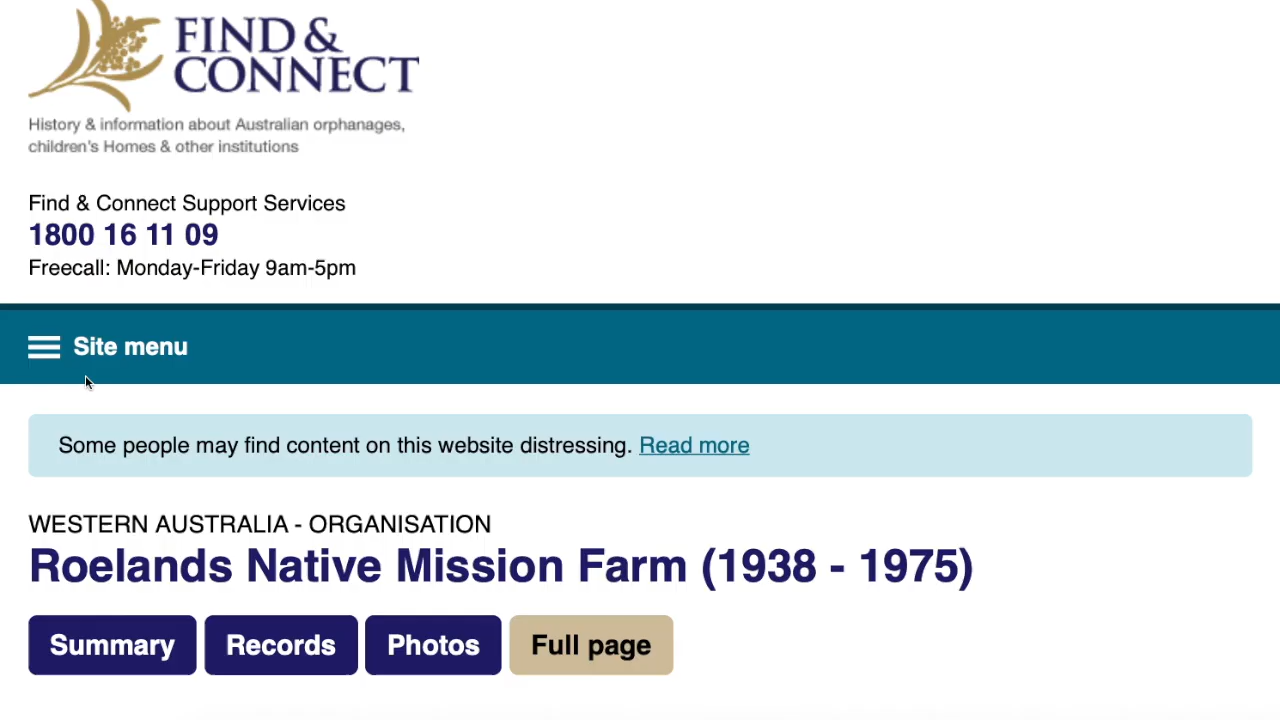 FIND &
CONNECT
History & information about Australian orphanages,
children's Homes & other institutions
Find & Connect Support Services
1800 16 11 09
Freecall: Monday-Friday 9am-5pm
Site menu
Some people may find content on this website distressing. Read more
WESTERN AUSTRALIA - ORGANISATION
Roelands Native Mission Farm (1938 - 1975)
Summary Records Photos Full page